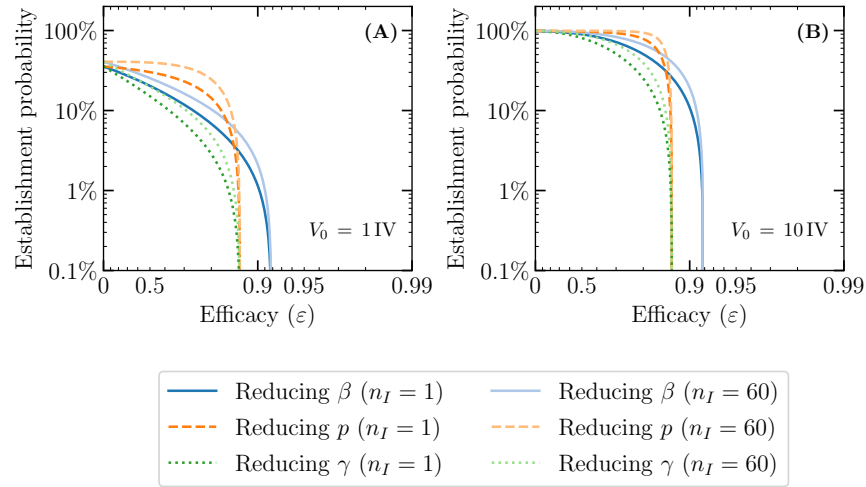 (A)
Establishment probability
100%
10%
1%
0.1%
V₀ = 1 IV
0 0.5 0.9 0.95 0.99
Efficacy (ε)
(B)
Establishment probability
100%
10%
1%
0.1%
V₀ = 10 IV
0 0.5 0.9 0.95 0.99
Efficacy (ε)
Reducing β (n_I = 1)
Reducing p (n_I = 1)
Reducing γ (n_I = 1)
Reducing β (n_I = 60)
Reducing p (n_I = 60)
Reducing γ (n_I = 60)